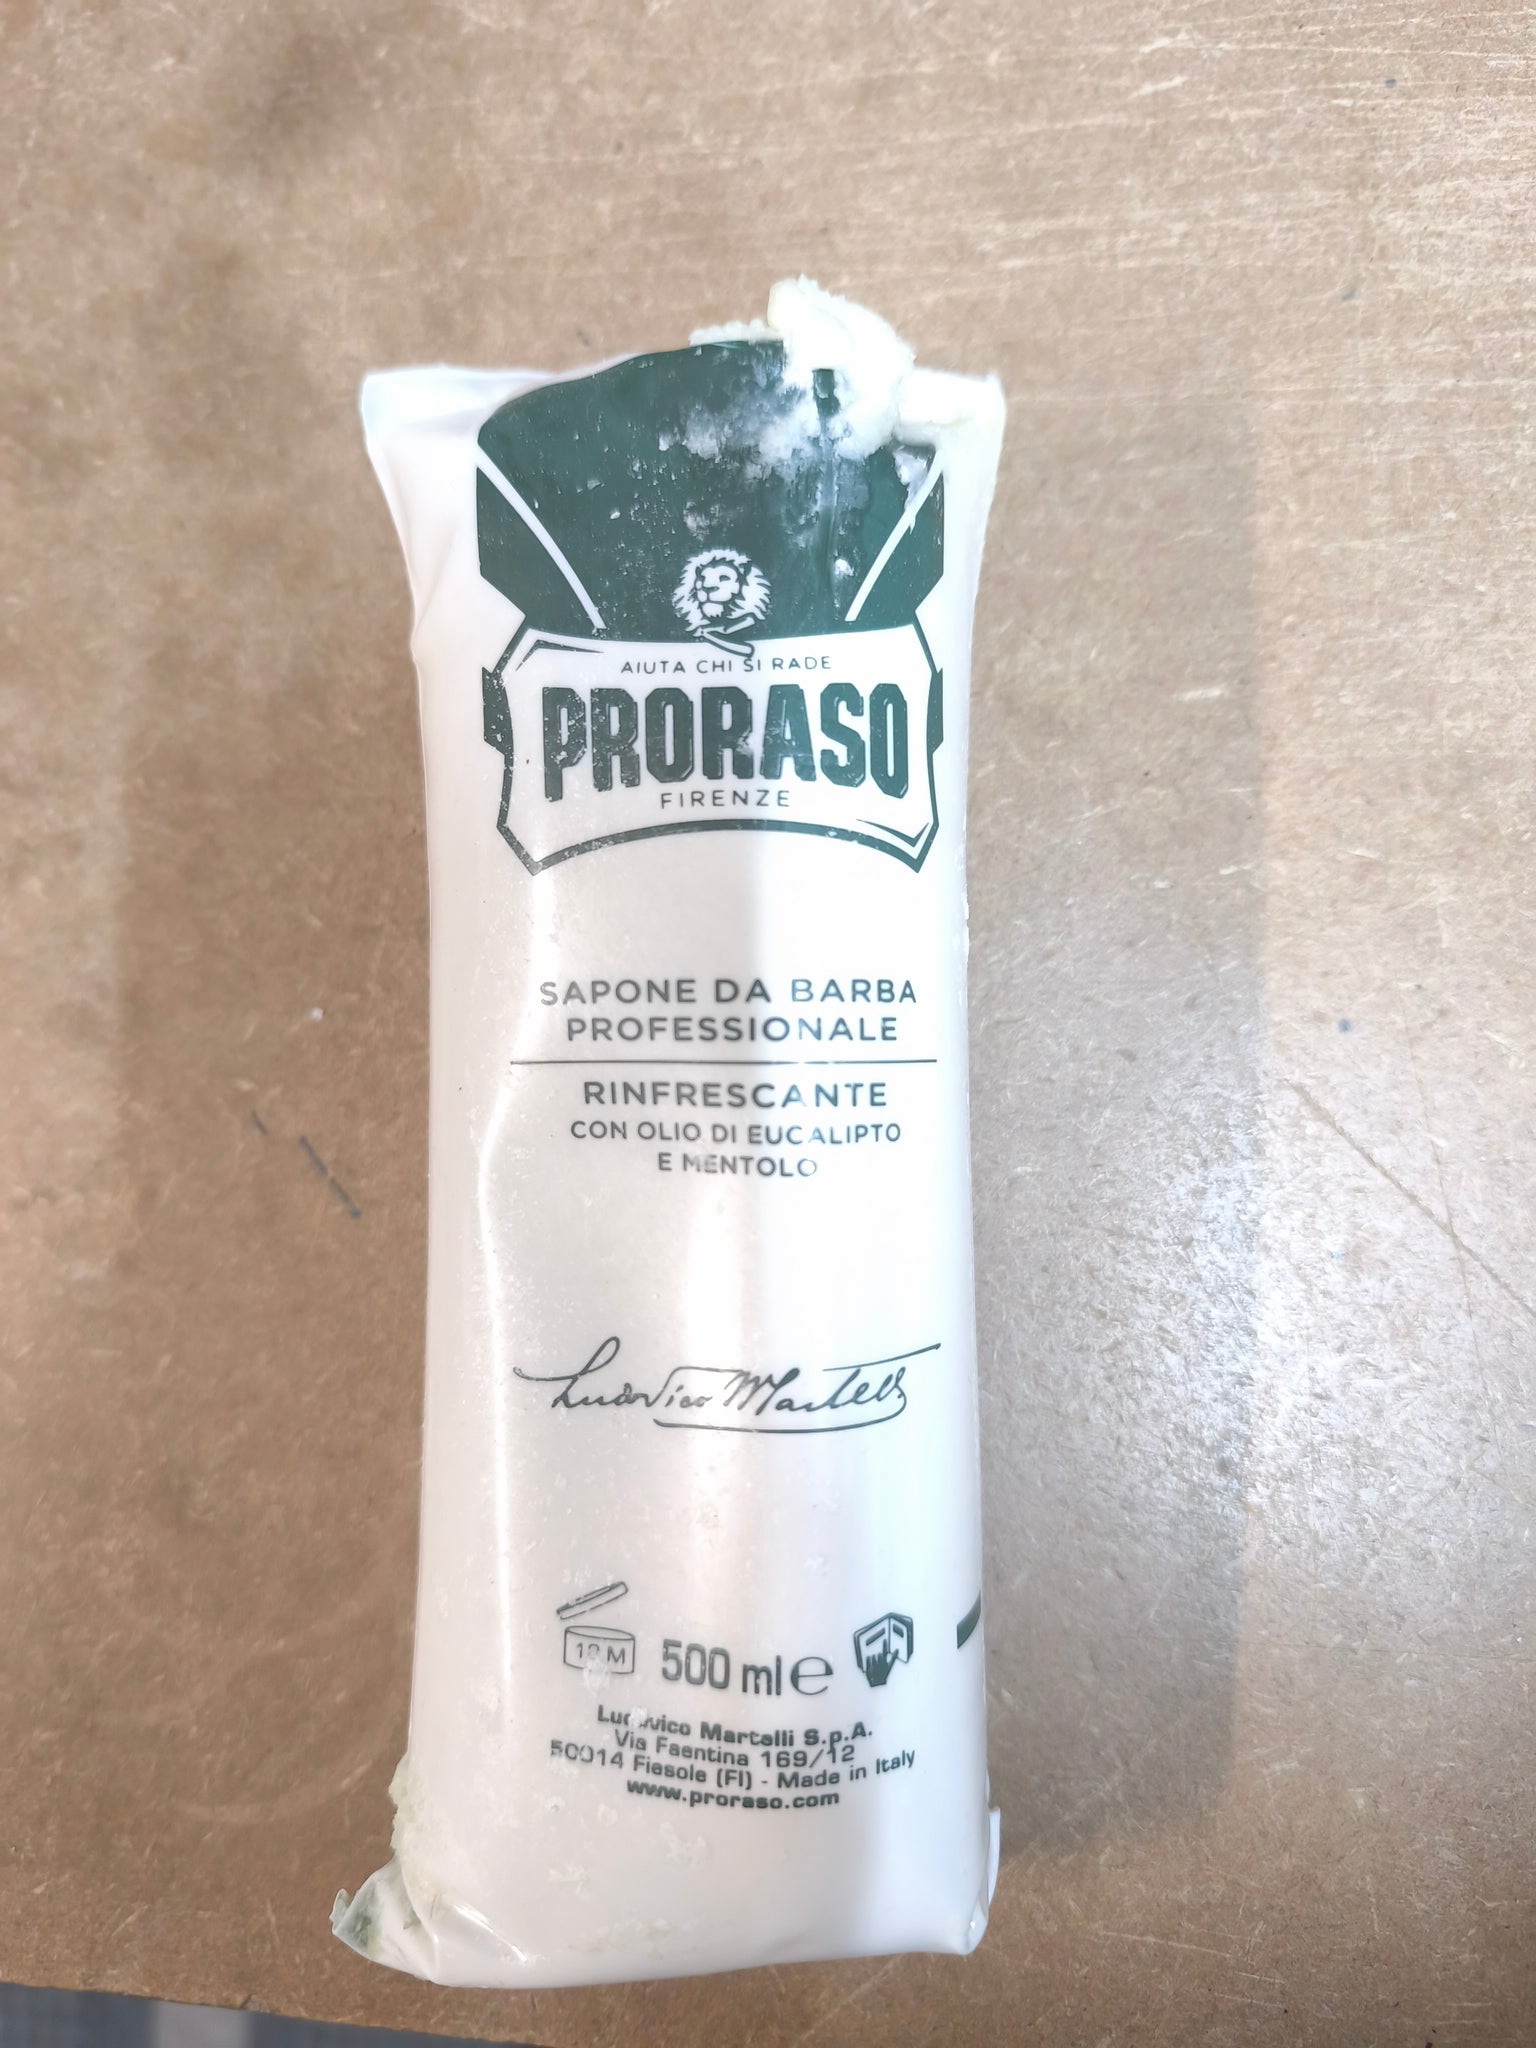 AIUTA CHI SI RADE
PRORASO
FIRENZE
SAPONE DA BARBA
PROFESSIONALE
RINFRESCANTE
CON OLIO DI EUCALIPTO
E MENTOLO
Ludovico Martelli
500 ml e
Ludovico Martelli S.p.A.
Via Faentina 169/12
50014 Fiesole (FI) - Made in Italy
www.proraso.com